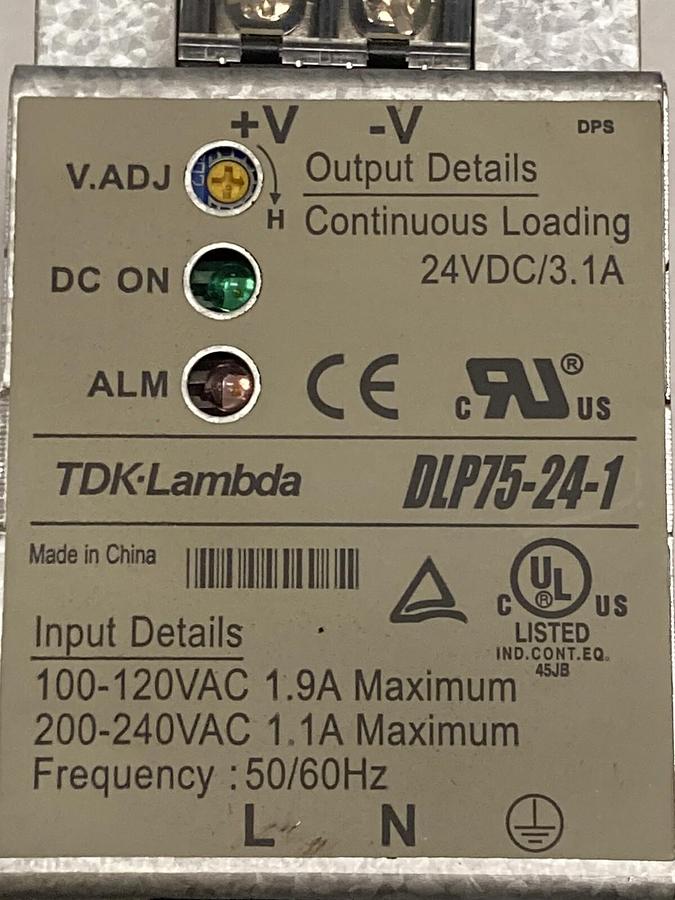 +V -V
DPS
V.ADJ
H
Output Details
Continuous Loading
24VDC/3.1A
DC ON
ALM
CE
c RU ® US
TDK·Lambda
DLP75-24-1
Made in China
C UL ® US
LISTED
IND.CONT.EQ.
45JB
Input Details
100-120VAC 1.9A Maximum
200-240VAC 1.1A Maximum
Frequency : 50/60Hz
L N